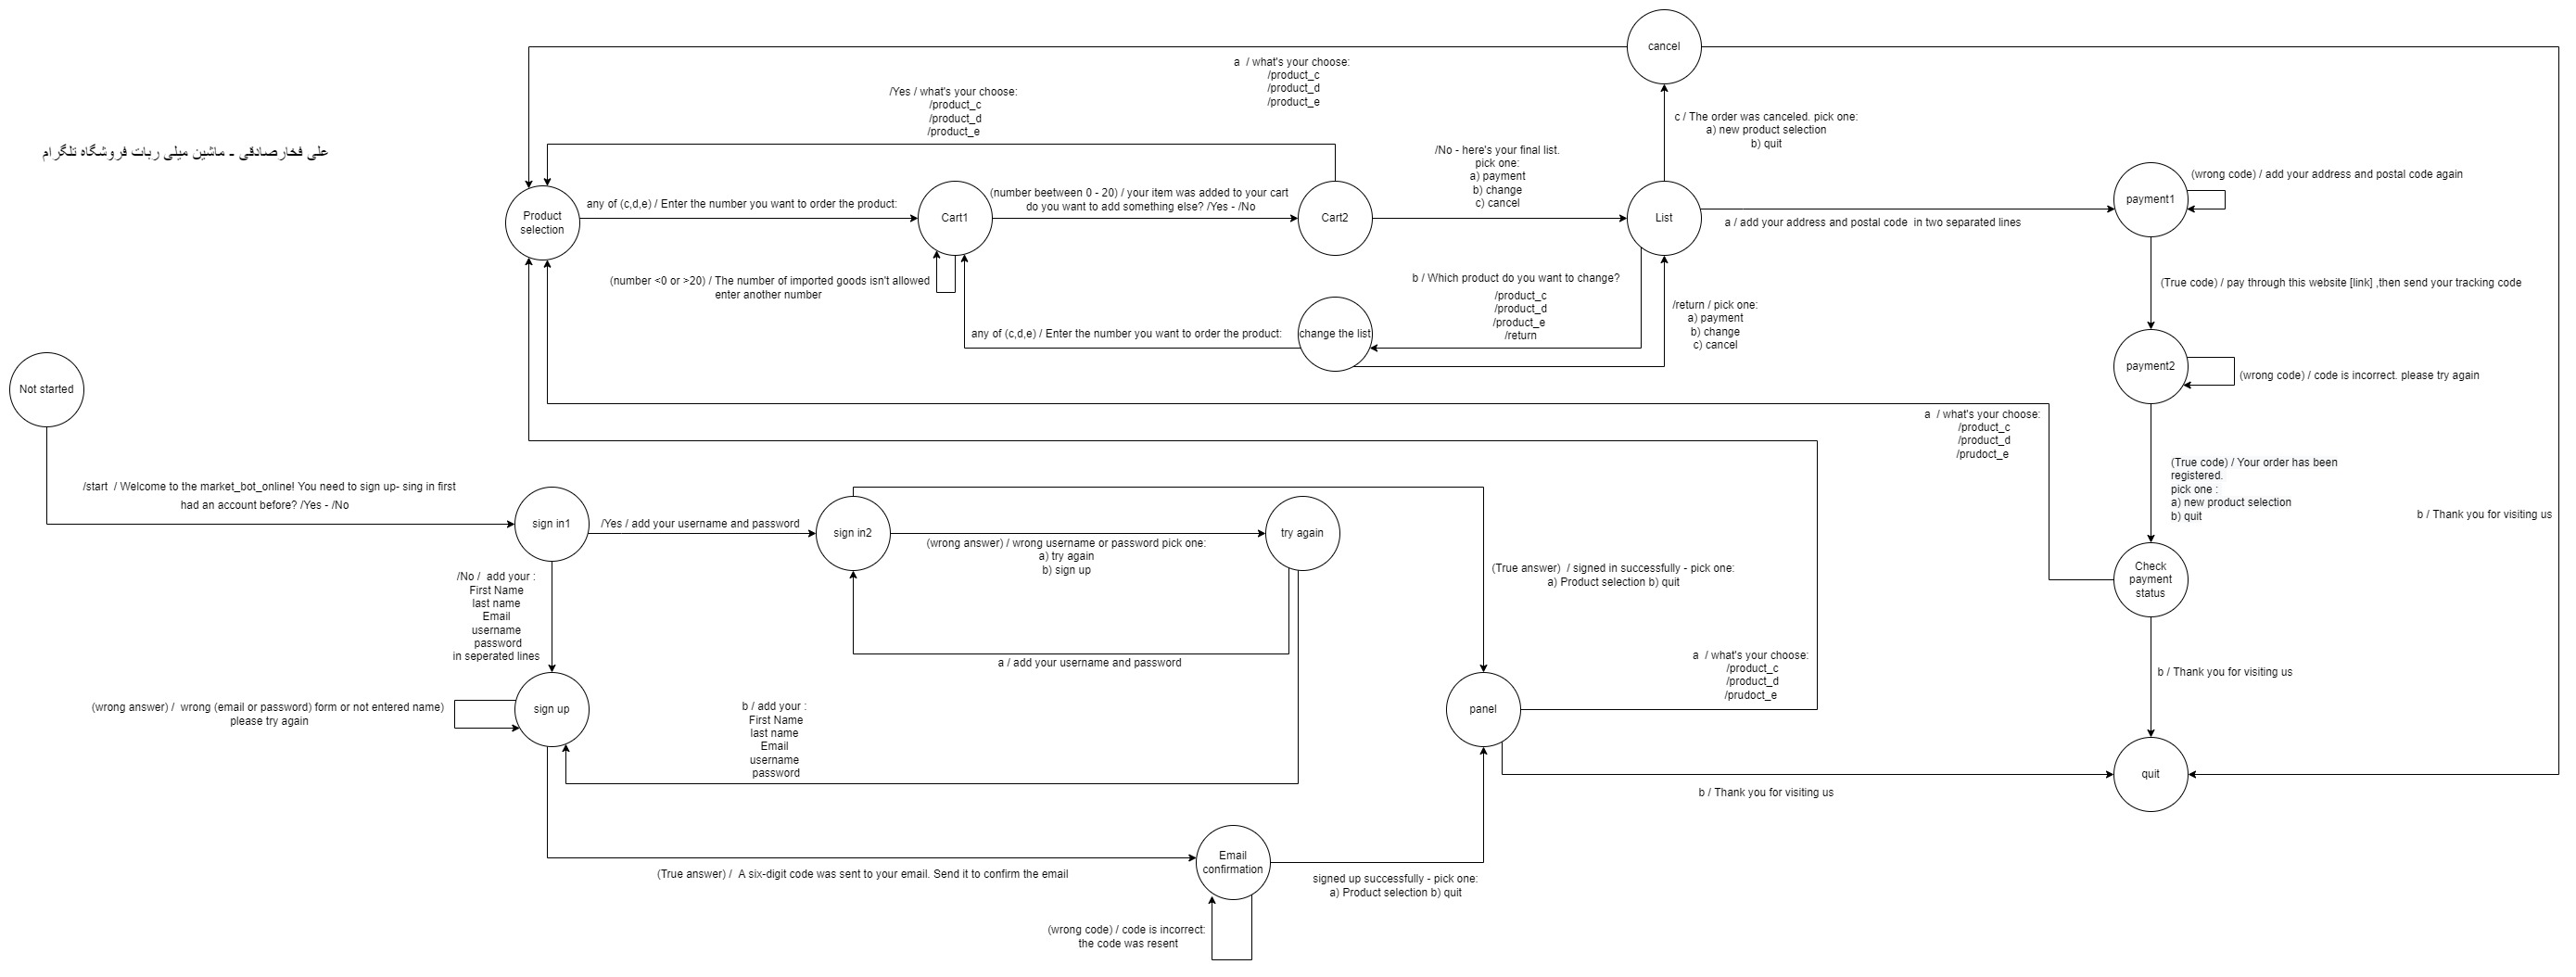 علی فخارصادقی - ماشین میلی ربات فروشگاه تلگرام
cancel
a / what's your choose:
/product_c
/product_d
/product_e
/Yes / what's your choose:
/product_c
/product_d
/product_e
c / The order was canceled. pick one:
a) new product selection
b) quit
/No - here's your final list.
pick one:
a) payment
b) change
c) cancel
Product
selection
any of (c,d,e) / Enter the number you want to order the product:
Cart1
(number beetween 0 - 20) / your item was added to your cart
do you want to add something else? /Yes - /No
Cart2
List
a / add your address and postal code in two separated lines
payment1
(wrong code) / add your address and postal code again
(number <0 or >20) / The number of imported goods isn't allowed
enter another number
b / Which product do you want to change?
/product_c
/product_d
/product_e
/return
/return / pick one:
a) payment
b) change
c) cancel
any of (c,d,e) / Enter the number you want to order the product:
change the list
(True code) / pay through this website [link] ,then send your tracking code
payment2
(wrong code) / code is incorrect. please try again
Not started
a / what's your choose:
/product_c
/product_d
/prudoct_e
(True code) / Your order has been
registered.
pick one :
a) new product selection
b) quit
b / Thank you for visiting us
/start / Welcome to the market_bot_online! You need to sign up- sing in first
had an account before? /Yes - /No
sign in1
/Yes / add your username and password
sign in2
(wrong answer) / wrong username or password pick one:
a) try again
b) sign up
try again
(True answer) / signed in successfully - pick one:
a) Product selection b) quit
Check
payment
status
/No / add your :
First Name
last name
Email
username
password
in seperated lines
a / add your username and password
a / what's your choose:
/product_c
/product_d
/prudoct_e
b / Thank you for visiting us
(wrong answer) / wrong (email or password) form or not entered name)
please try again
sign up
b / add your :
First Name
last name
Email
username
password
panel
quit
b / Thank you for visiting us
(True answer) / A six-digit code was sent to your email. Send it to confirm the email
Email
confirmation
signed up successfully - pick one:
a) Product selection b) quit
(wrong code) / code is incorrect:
the code was resent